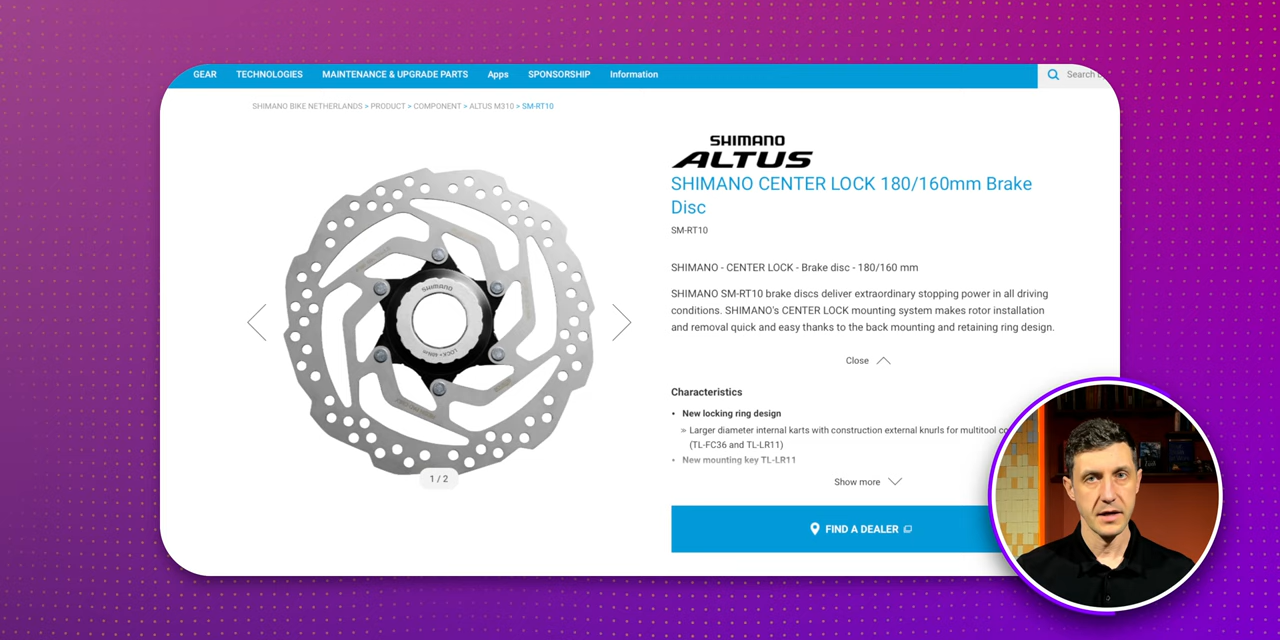 GEAR TECHNOLOGIES MAINTENANCE & UPGRADE PARTS Apps SPONSORSHIP Information Search
SHIMANO BIKE NETHERLANDS > PRODUCT > COMPONENT > ALTUS M310 > SM-RT10
SHIMANO
ALTUS
SHIMANO CENTER LOCK 180/160mm Brake
Disc
SM-RT10
SHIMANO - CENTER LOCK - Brake disc - 180/160 mm
SHIMANO SM-RT10 brake discs deliver extraordinary stopping power in all driving
conditions. SHIMANO's CENTER LOCK mounting system makes rotor installation
and removal quick and easy thanks to the back mounting and retaining ring design.
Close
Characteristics
• New locking ring design
» Larger diameter internal karts with construction external knurls for multitool
(TL-FC36 and TL-LR11)
• New mounting key TL-LR11
Show more
FIND A DEALER
SHIMANO
LOCK
1 / 2